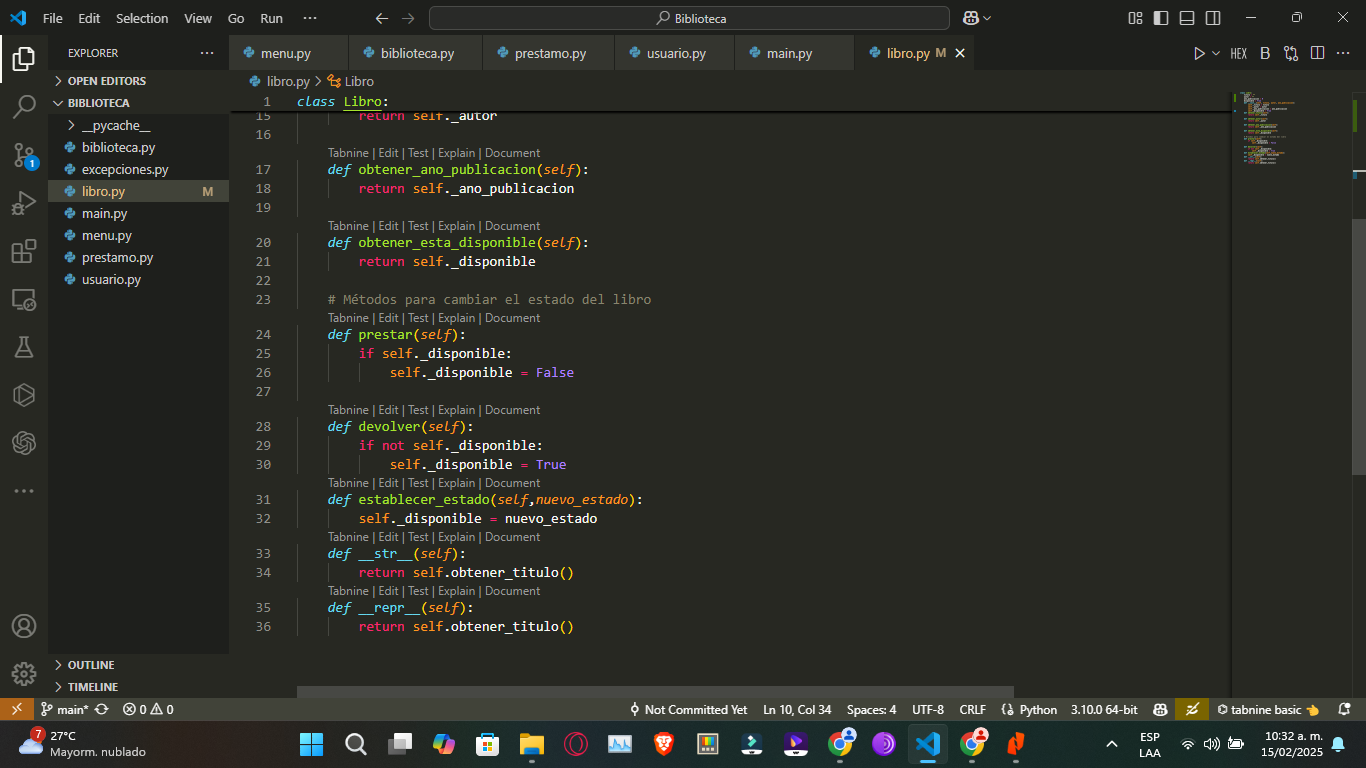 File Edit Selection View Go Run ··· Biblioteca
EXPLORER ···
menu.py biblioteca.py prestamo.py usuario.py main.py libro.py M HEX B ···
OPEN EDITORS
BIBLIOTECA
__pycache__
biblioteca.py
excepciones.py
libro.py M
main.py
menu.py
prestamo.py
usuario.py
OUTLINE
TIMELINE
1
libro.py > Libro
1 class Libro:
15 return self._autor
16
Tabnine | Edit | Test | Explain | Document
17 def obtener_ano_publicacion(self):
18 return self._ano_publicacion
19
Tabnine | Edit | Test | Explain | Document
20 def obtener_esta_disponible(self):
21 return self._disponible
22
23 # Métodos para cambiar el estado del libro
Tabnine | Edit | Test | Explain | Document
24 def prestar(self):
25 if self._disponible:
26 self._disponible = False
27
Tabnine | Edit | Test | Explain | Document
28 def devolver(self):
29 if not self._disponible:
30 self._disponible = True
Tabnine | Edit | Test | Explain | Document
31 def establecer_estado(self,nuevo_estado):
32 self._disponible = nuevo_estado
Tabnine | Edit | Test | Explain | Document
33 def __str__(self):
34 return self.obtener_titulo()
Tabnine | Edit | Test | Explain | Document
35 def __repr__(self):
36 return self.obtener_titulo()
main* 0 0 Not Committed Yet Ln 10, Col 34 Spaces: 4 UTF-8 CRLF Python 3.10.0 64-bit tabnine basic
7
27°C
Mayorm. nublado
ESP
LAA
10:32 a. m.
15/02/2025